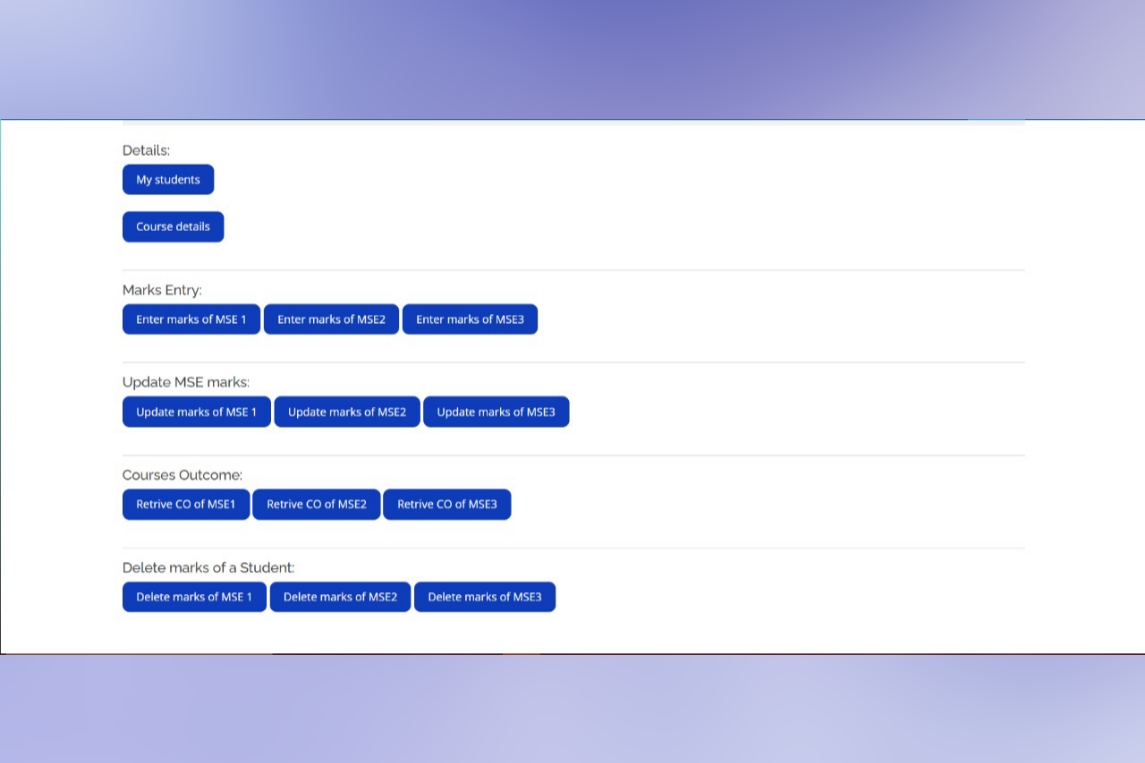 Details:
My students
Course details
Marks Entry:
Enter marks of MSE 1 Enter marks of MSE2 Enter marks of MSE3
Update MSE marks:
Update marks of MSE 1 Update marks of MSE2 Update marks of MSE3
Courses Outcome:
Retrive CO of MSE1 Retrive CO of MSE2 Retrive CO of MSE3
Delete marks of a Student:
Delete marks of MSE 1 Delete marks of MSE2 Delete marks of MSE3